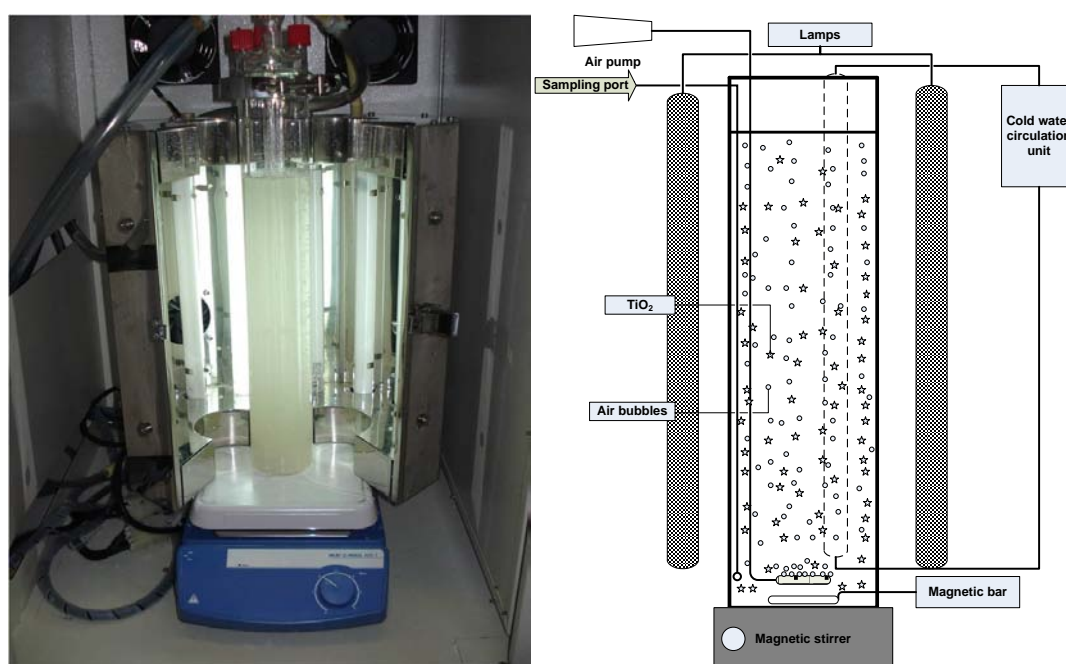 Lamps
Air pump
Sampling port
Cold water
circulation
unit
TiO₂
Air bubbles
Magnetic bar
Magnetic stirrer